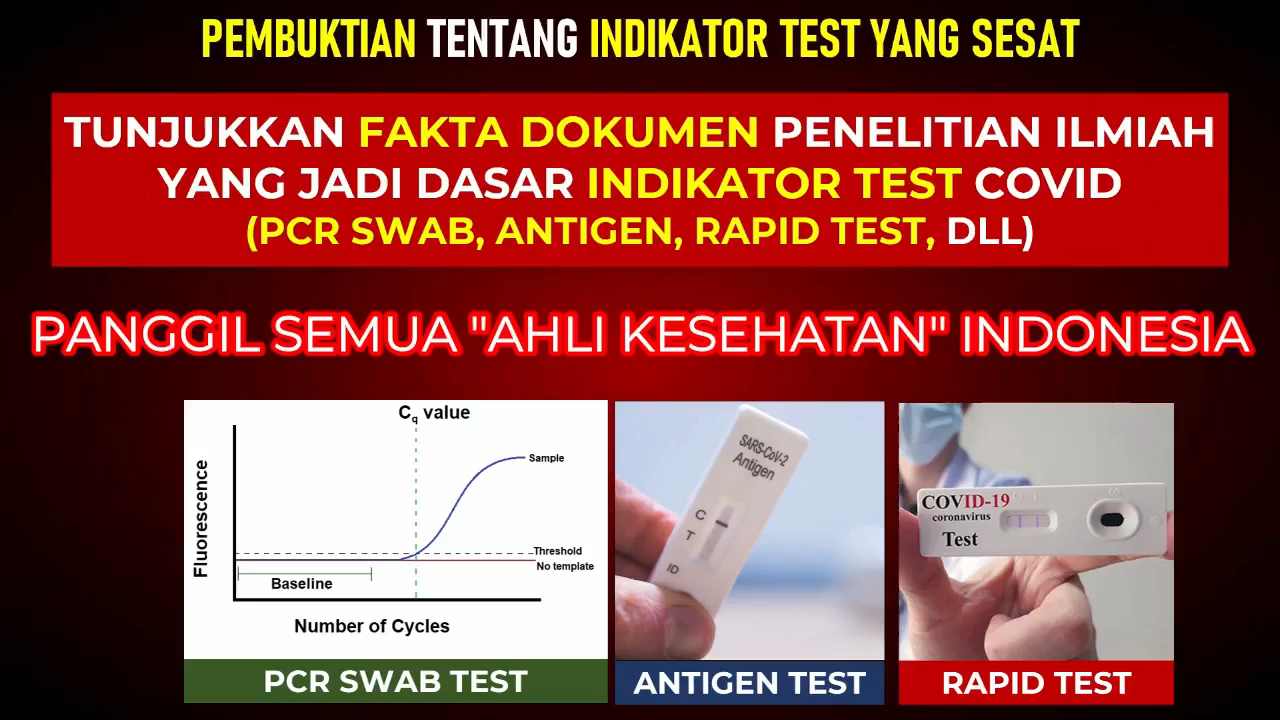 PEMBUKTIAN TENTANG INDIKATOR TEST YANG SESAT
TUNJUKKAN FAKTA DOKUMEN PENELITIAN ILMIAH
YANG JADI DASAR INDIKATOR TEST COVID
(PCR SWAB, ANTIGEN, RAPID TEST, DLL)
PANGGIL SEMUA "AHLI KESEHATAN" INDONESIA
Cq value
Sample
Fluorescence
Threshold
No template
Baseline
Number of Cycles
PCR SWAB TEST
SARS-CoV-2
Antigen
C
T
ID
ANTIGEN TEST
COVID-19
coronavirus
Test
RAPID TEST